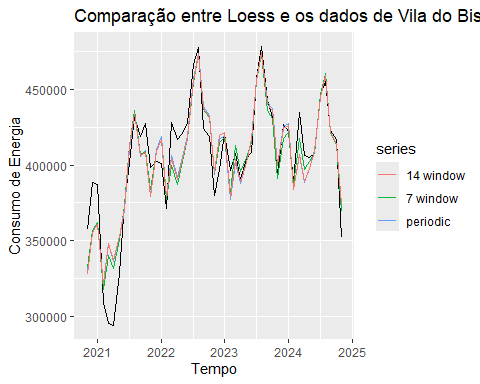 Comparação entre Loess e os dados de Vila do Bis
Consumo de Energia
450000
400000
350000
300000
2021
2022
2023
2024
2025
Tempo
series
14 window
7 window
periodic